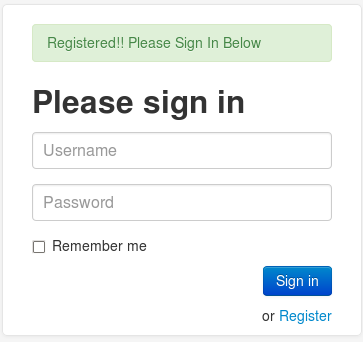 Registered!! Please Sign In Below
Please sign in
Username
Password
Remember me
Sign in
or Register